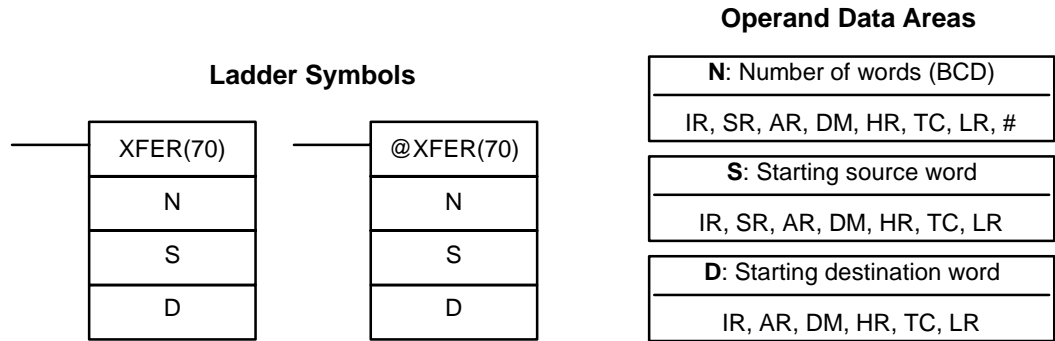 Ladder Symbols
XFER(70)
N
S
D
@XFER(70)
N
S
D
Operand Data Areas
N: Number of words (BCD)
IR, SR, AR, DM, HR, TC, LR, #
S: Starting source word
IR, SR, AR, DM, HR, TC, LR
D: Starting destination word
IR, AR, DM, HR, TC, LR